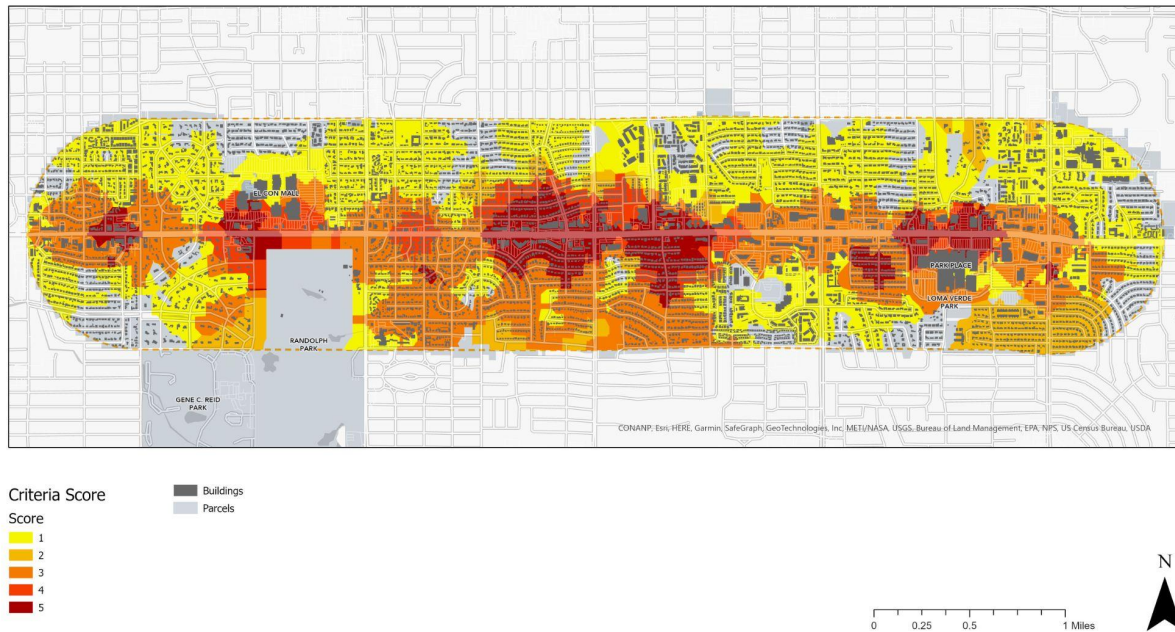 EL CON MALL
PARK PLACE
LOMA VERDE
PARK
RANDOLPH
PARK
GENE C. REID
PARK
CONANP, Esri, HERE, Garmin, SafeGraph, GeoTechnologies, Inc, METI/NASA, USGS, Bureau of Land Management, EPA, NPS, US Census Bureau, USDA
Criteria Score
Score
1
2
3
4
5
Buildings
Parcels
N
0 0.25 0.5 1 Miles